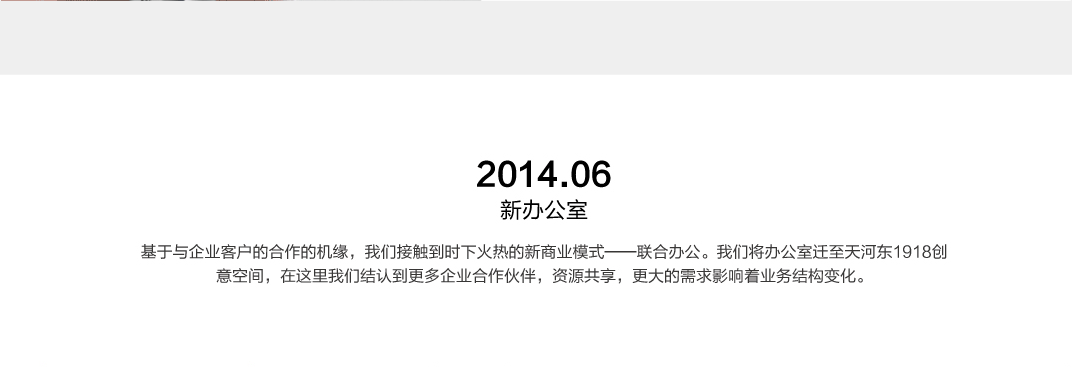 2014.06
新办公室
基于与企业客户的合作的机缘，我们接触到时下火热的新商业模式——联合办公。我们将办公室迁至天河东1918创
意空间，在这里我们结认到更多企业合作伙伴，资源共享，更大的需求影响着业务结构变化。